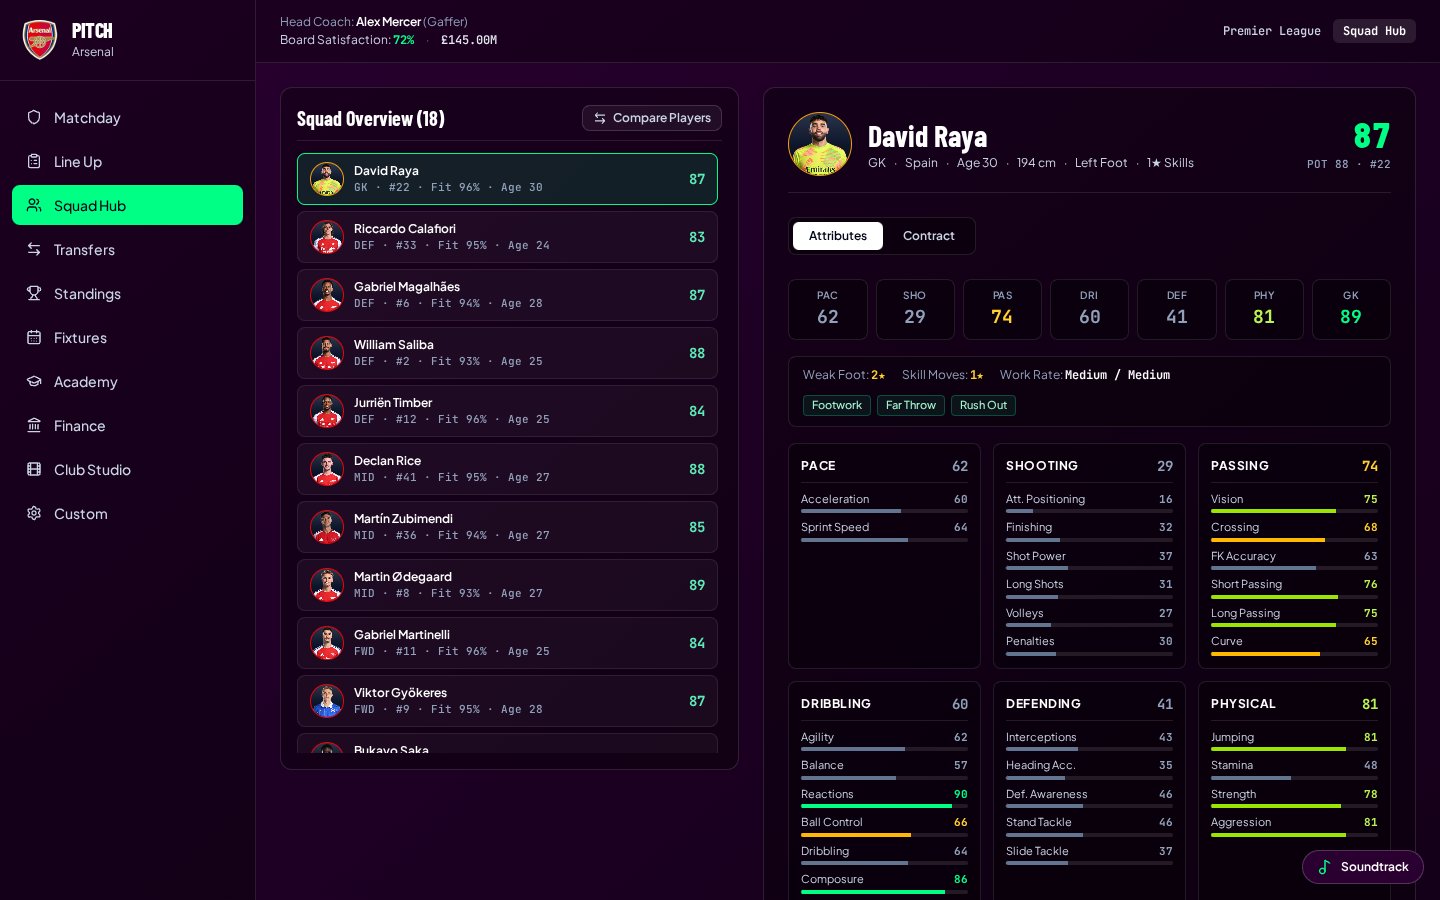 PITCH
Arsenal
Head Coach: Alex Mercer (Gaffer)
Board Satisfaction: 72% · £145.00M
Premier League
Squad Hub
Matchday
Line Up
Squad Hub
Transfers
Standings
Fixtures
Academy
Finance
Club Studio
Custom
Squad Overview (18)
Compare Players
David Raya
GK · #22 · Fit 96% · Age 30
87
Riccardo Calafiori
DEF · #33 · Fit 95% · Age 24
83
Gabriel Magalhães
DEF · #6 · Fit 94% · Age 28
87
William Saliba
DEF · #2 · Fit 93% · Age 25
88
Jurriën Timber
DEF · #12 · Fit 96% · Age 25
84
Declan Rice
MID · #41 · Fit 95% · Age 27
88
Martín Zubimendi
MID · #36 · Fit 94% · Age 27
85
Martin Ødegaard
MID · #8 · Fit 93% · Age 27
89
Gabriel Martinelli
FWD · #11 · Fit 96% · Age 25
84
Viktor Gyökeres
FWD · #9 · Fit 95% · Age 28
87
Bukayo Saka
David Raya
GK · Spain · Age 30 · 194 cm · Left Foot · 1★ Skills
87
POT 88 · #22
Attributes
Contract
PAC
62
SHO
29
PAS
74
DRI
60
DEF
41
PHY
81
GK
89
Weak Foot: 2★ Skill Moves: 1★ Work Rate: Medium / Medium
Footwork
Far Throw
Rush Out
PACE 62
Acceleration 60
Sprint Speed 64
SHOOTING 29
Att. Positioning 16
Finishing 32
Shot Power 37
Long Shots 31
Volleys 27
Penalties 30
PASSING 74
Vision 75
Crossing 68
FK Accuracy 63
Short Passing 76
Long Passing 75
Curve 65
DRIBBLING 60
Agility 62
Balance 57
Reactions 90
Ball Control 66
Dribbling 64
Composure 86
DEFENDING 41
Interceptions 43
Heading Acc. 35
Def. Awareness 46
Stand Tackle 46
Slide Tackle 37
PHYSICAL 81
Jumping 81
Stamina 48
Strength 78
Aggression 81
Soundtrack